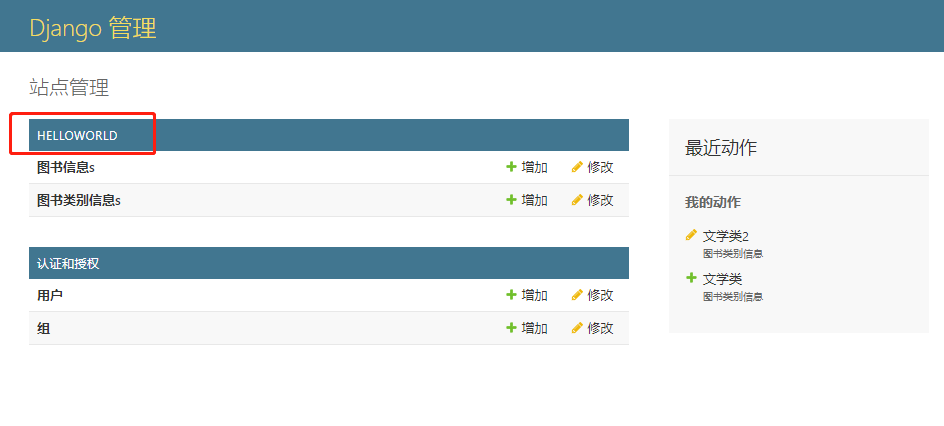 Django 管理
站点管理
HELLOWORLD
图书信息s 增加 修改
图书类别信息s 增加 修改
认证和授权
用户 增加 修改
组 增加 修改
最近动作
我的动作
文学类2
图书类别信息
文学类
图书类别信息